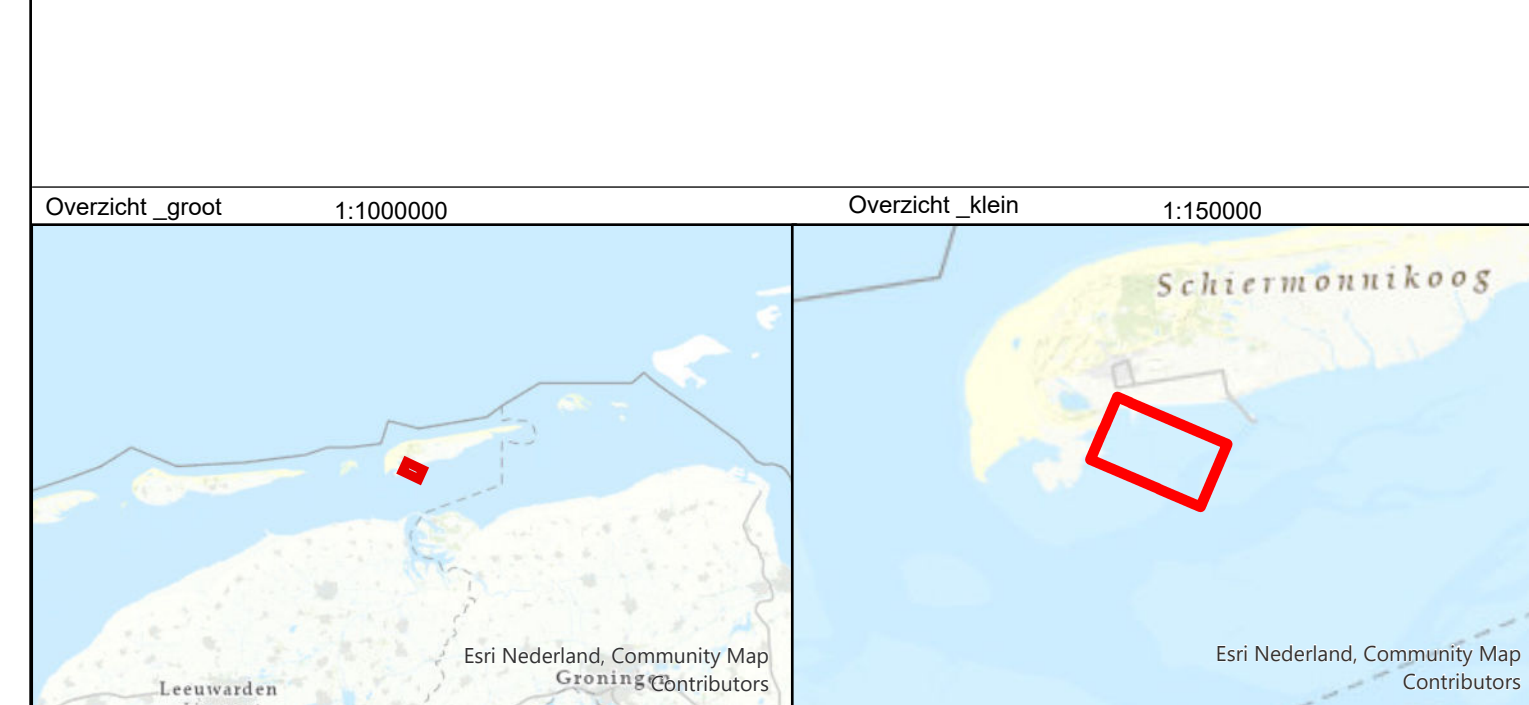 Overzicht _groot 1:1000000
Overzicht _klein 1:150000
Schiermonnikoog
Esri Nederland, Community Map
Contributors
Groningen
Leeuwarden
Esri Nederland, Community Map
Contributors